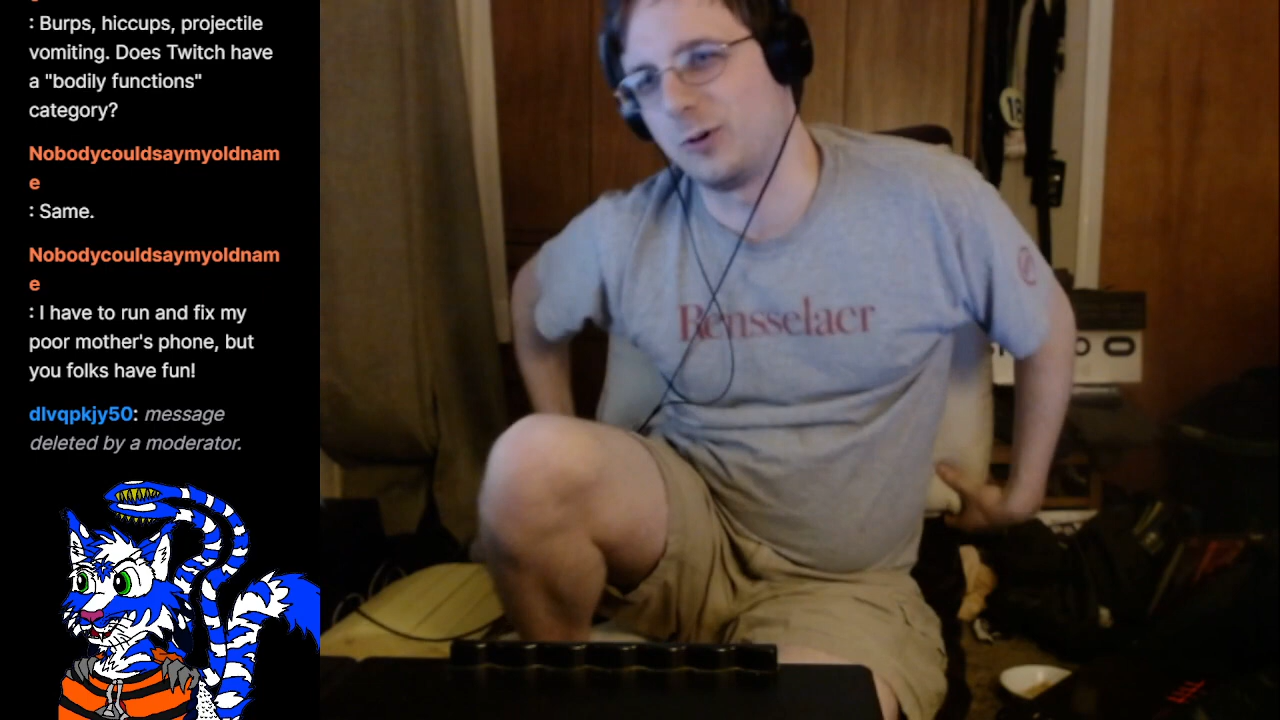 : Burps, hiccups, projectile
vomiting. Does Twitch have
a "bodily functions"
category?
Nobodycouldsaymyoldnam
e
: Same.
Nobodycouldsaymyoldnam
e
: I have to run and fix my
poor mother's phone, but
you folks have fun!
dlvqpkjy50: message
deleted by a moderator.
Rensselaer
18